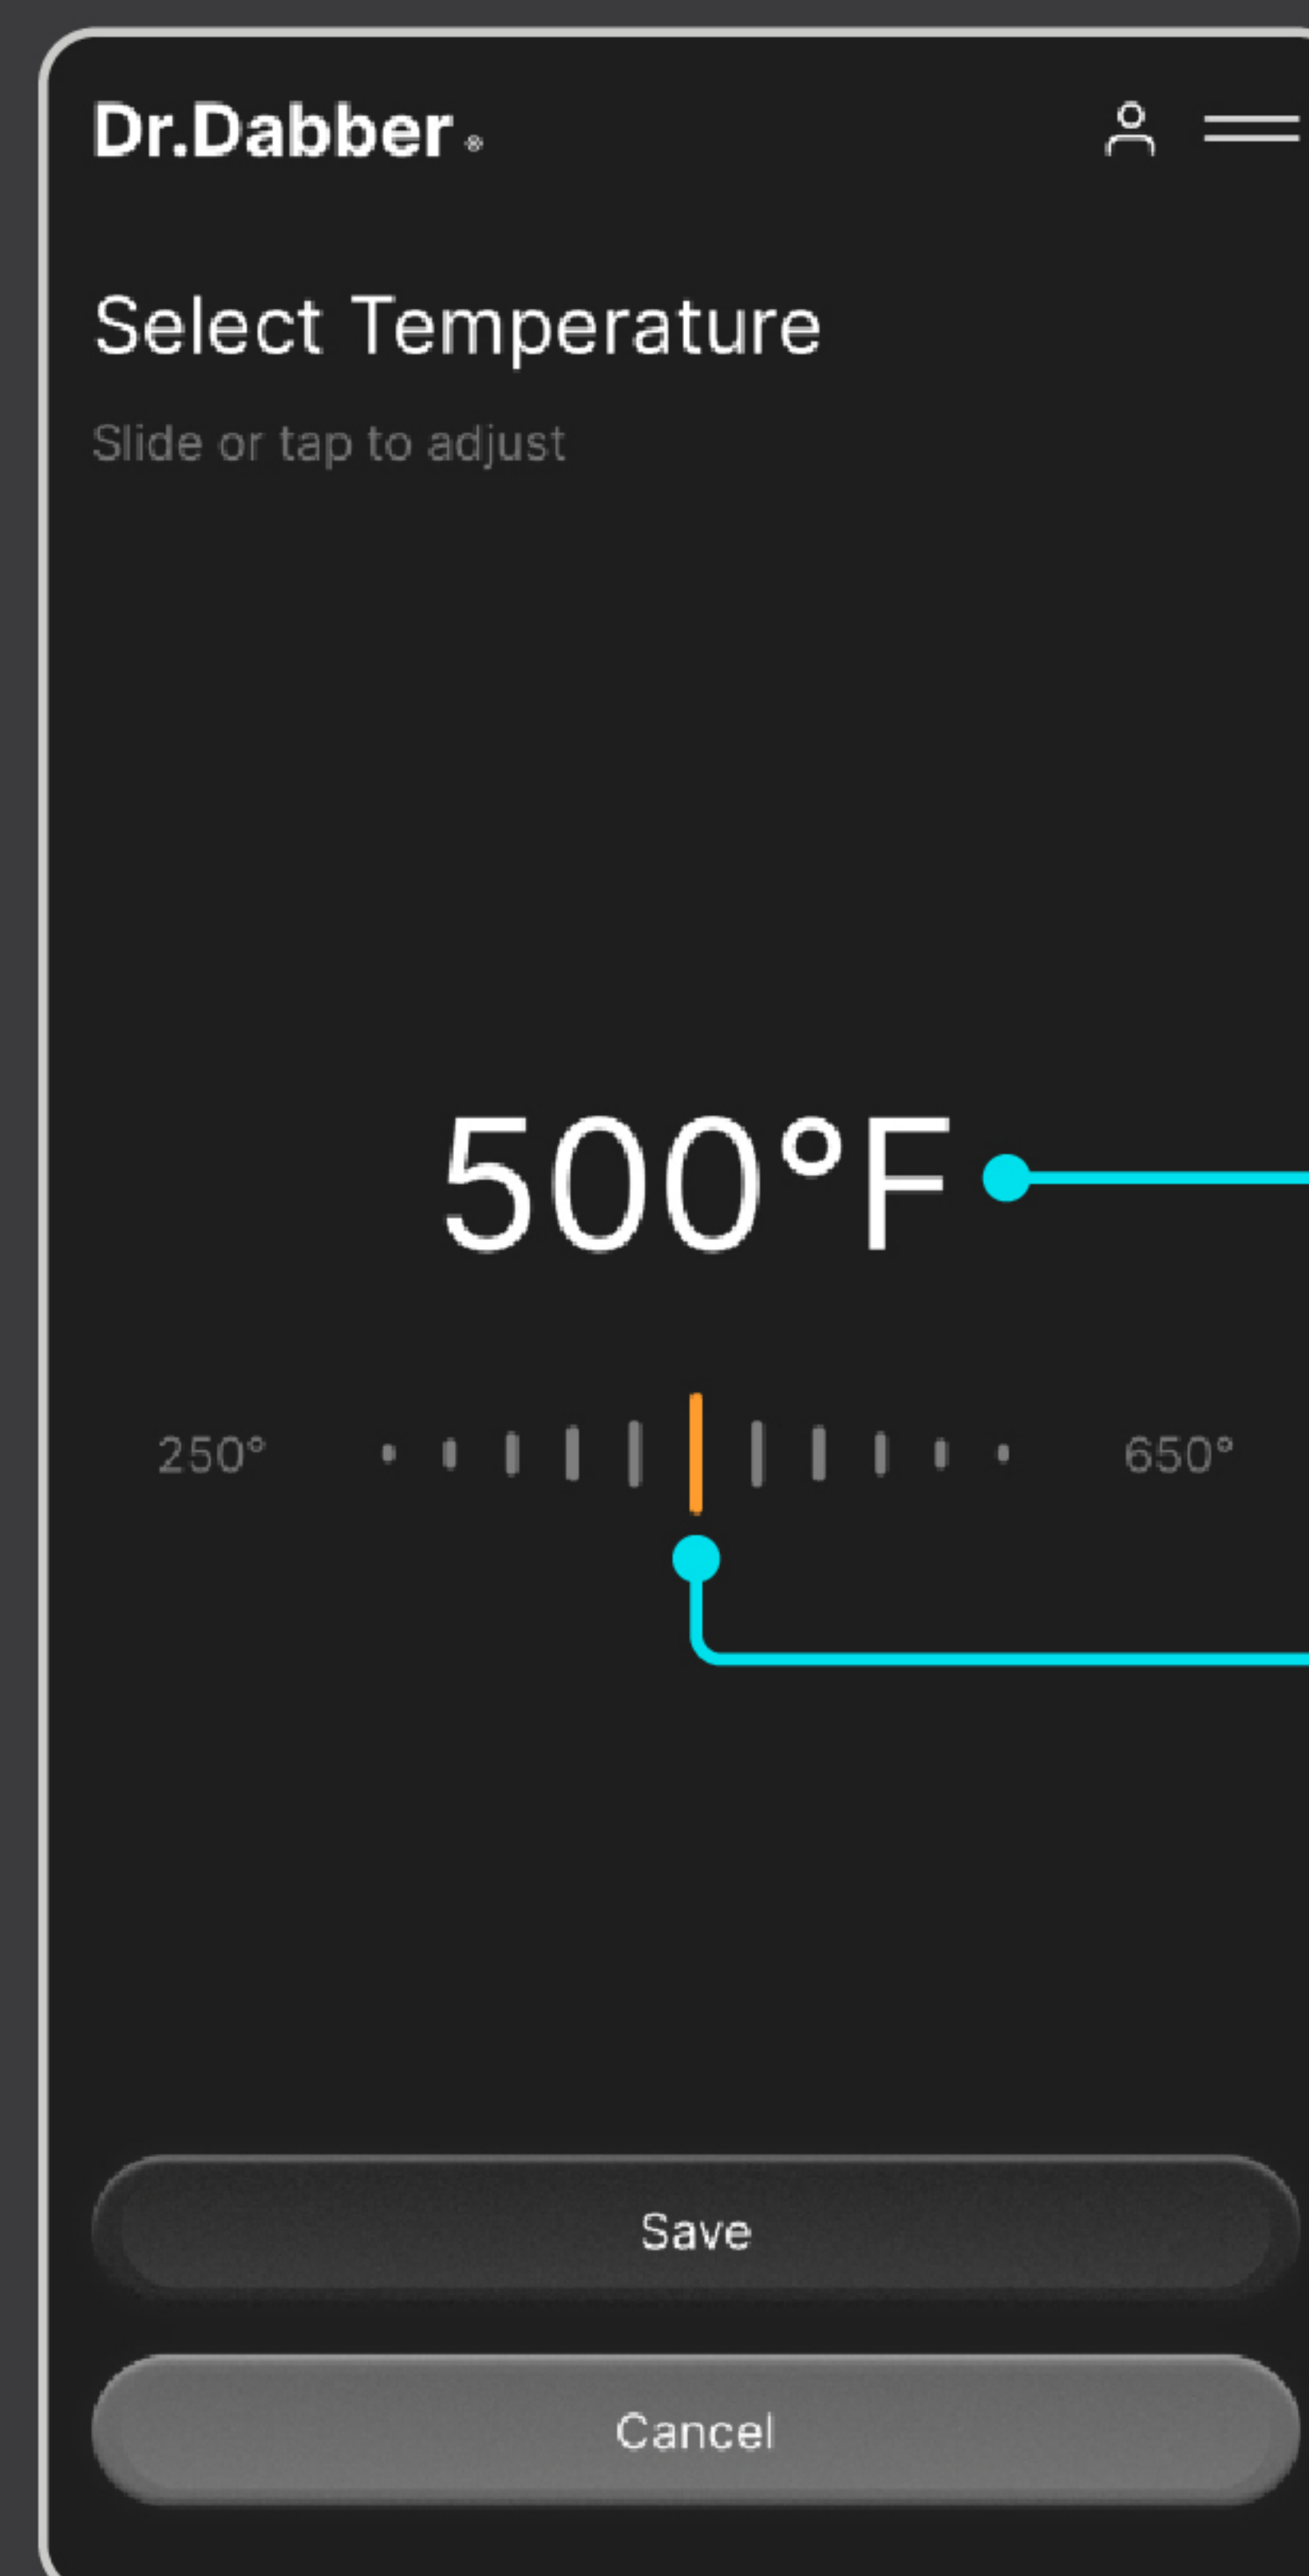 Dr.Dabber®
Select Temperature
Slide or tap to adjust
500°F
250° 650°
Save
Cancel